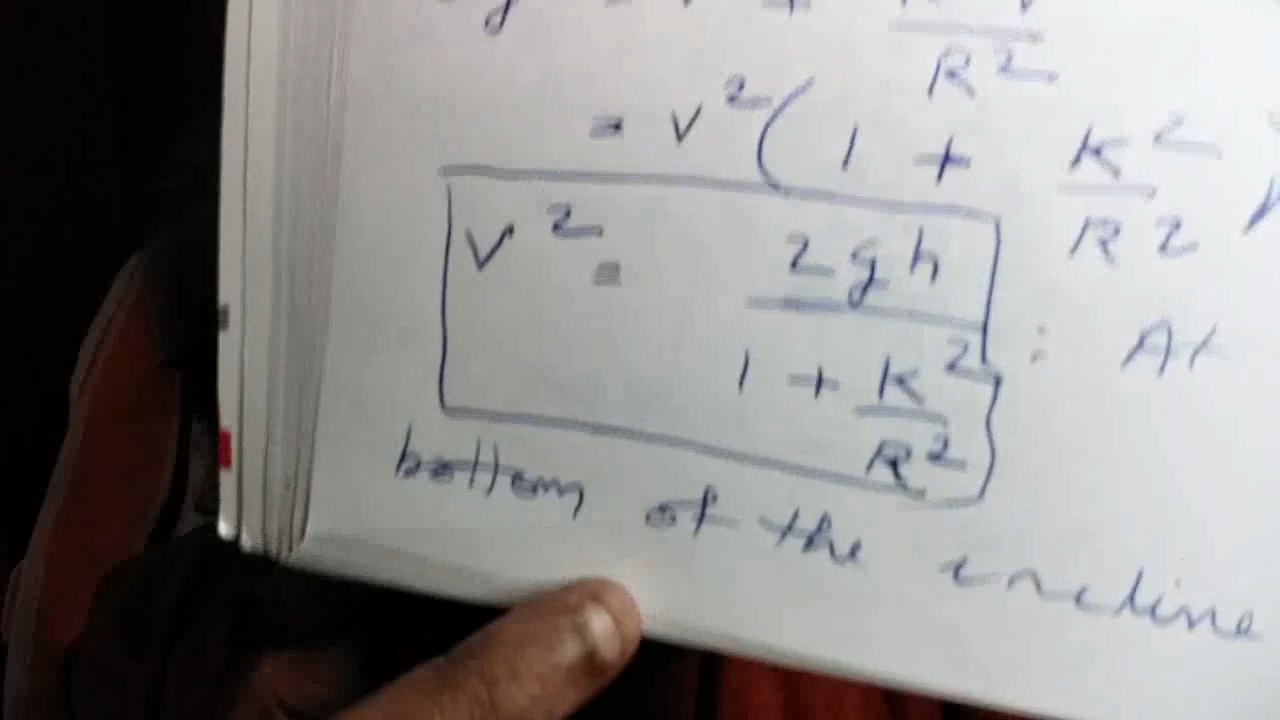 R²
= v²(1 + K²/R²)
v² = 2gh / (1 + K²/R²) : At
bottom of the incline